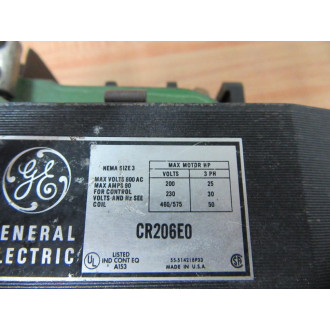 GE
NEMA SIZE 3
MAX VOLTS 600 AC
MAX AMPS 90
FOR CONTROL
VOLTS AND Hz SEE
COIL
MAX MOTOR HP
VOLTS 3 PH
200 25
230 30
460/575 50
GENERAL
ELECTRIC
CR206E0
UL LISTED
IND CONT EQ
A153
MADE IN U.S.A.